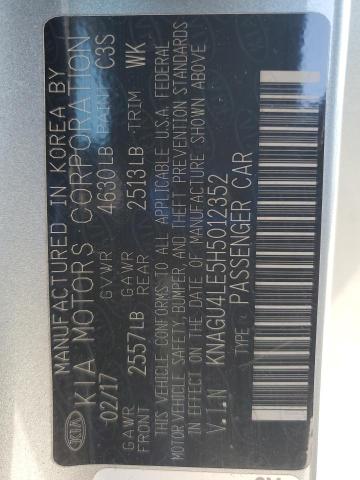 MANUFACTURED IN KOREA BY
KIA MOTORS CORPORATION
02/17 GVWR 4630LB PAINT C3S
GAWR FRONT 2557LB GAWR REAR 2513LB TRIM WK
THIS VEHICLE CONFORMS TO ALL APPLICABLE U.S.A. FEDERAL
MOTOR VEHICLE SAFETY, BUMPER AND THEFT PREVENTION STANDARDS
IN EFFECT ON THE DATE OF MANUFACTURE SHOWN ABOVE
V.I.N KNAGU4LE5H5012352
TYPE : PASSENGER CAR
KIA